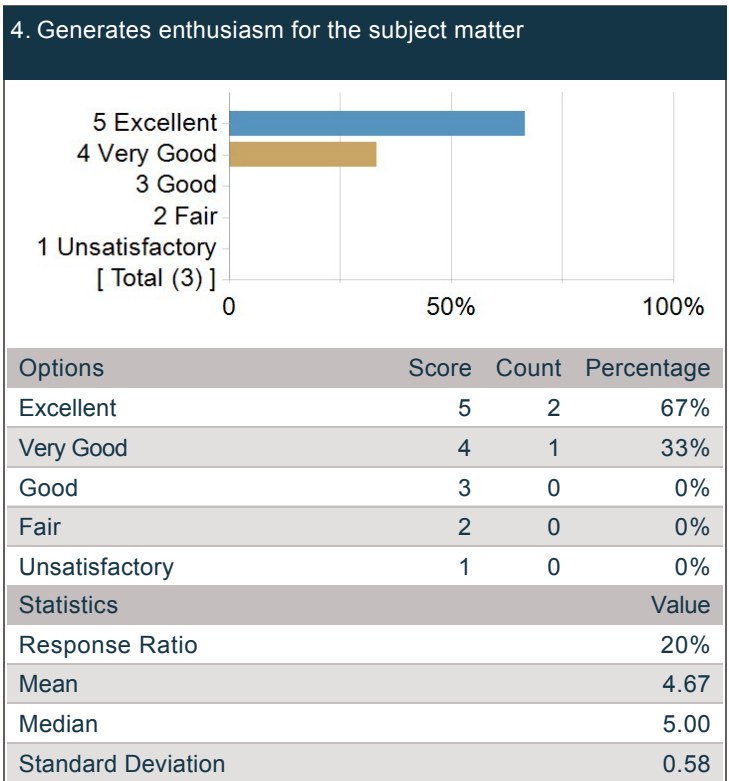 4. Generates enthusiasm for the subject matter
5 Excellent
4 Very Good
3 Good
2 Fair
1 Unsatisfactory
[ Total (3) ]
0 50% 100%
Options Score Count Percentage
Excellent 5 2 67%
Very Good 4 1 33%
Good 3 0 0%
Fair 2 0 0%
Unsatisfactory 1 0 0%
Statistics Value
Response Ratio 20%
Mean 4.67
Median 5.00
Standard Deviation 0.58